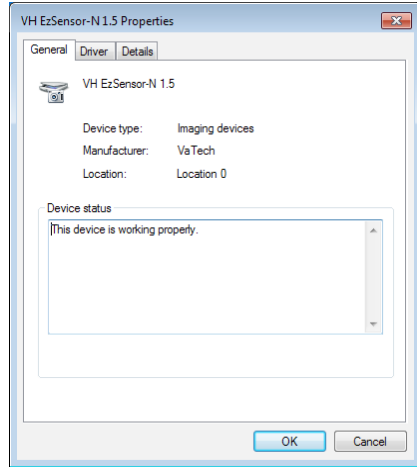 VH EzSensor-N 1.5 Properties
General Driver Details
VH EzSensor-N 1.5
Device type: Imaging devices
Manufacturer: VaTech
Location: Location 0
Device status
This device is working properly.
OK Cancel